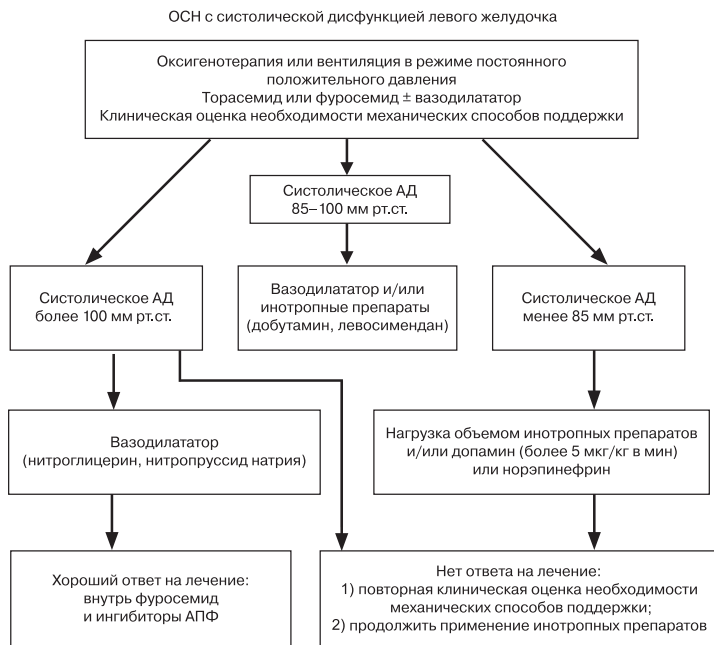 ОСН с систолической дисфункцией левого желудочка
Оксигенотерапия или вентиляция в режиме постоянного
положительного давления
Торасемид или фуросемид ± вазодилататор
Клиническая оценка необходимости механических способов поддержки
Систолическое АД
85–100 мм рт.ст.
Систолическое АД
более 100 мм рт.ст.
Вазодилататор и/или
инотропные препараты
(добутамин, левосимендан)
Систолическое АД
менее 85 мм рт.ст.
Вазодилататор
(нитроглицерин, нитропруссид натрия)
Нагрузка объемом инотропных препаратов
и/или допамин (более 5 мкг/кг в мин)
или норэпинефрин
Хороший ответ на лечение:
внутрь фуросемид
и ингибиторы АПФ
Нет ответа на лечение:
1) повторная клиническая оценка необходимости
механических способов поддержки;
2) продолжить применение инотропных препаратов